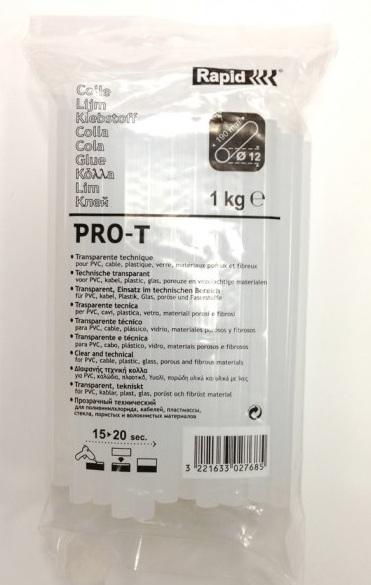 Rapid
Colle
Lijm
Klebstoff
Colla
Cola
Glue
Κόλλα
Lim
Клей
190 mm
Ø 12
1 kg ℮
PRO-T
• Transparente technique
pour PVC, cable, plastique, verre, matériaux poreux et fibreux
• Technische transparant
voor PVC, kabel, plastic, glas, poreuze en vezelachtige materialen
• Transparent, Einsatz im technischen Bereich
für PVC, Kabel, Plastik, Glas, poröse und Faserstoffe
• Trasparente tecnica
per PVC, cavi, plastica, vetro, materiali porosi e fibrosi
• Transparente técnico
para PVC, cable, plástico, vidrio, materiales porosos y fibrosos
• Transparente e técnica
para PVC, cabo, plástico, vidro, materiais porosos e fibrosos
• Clear and technical
for PVC, cable, plastic, glass, porous and fibrous materials
• Διαφανής τεχνική κόλλα
για PVC, καλώδια, πλαστικό, γυαλί, πορώδη υλικά και υλικά με ίνες
• Transparent, tekniskt
för PVC, kablar, plast, glas, poröst och fibröst material
• Прозрачный технический
для поливинилхлорида, кабелей, пластмассы,
стекла, пористых и волокнистых материалов
15▸20 sec.
3 221633 027685